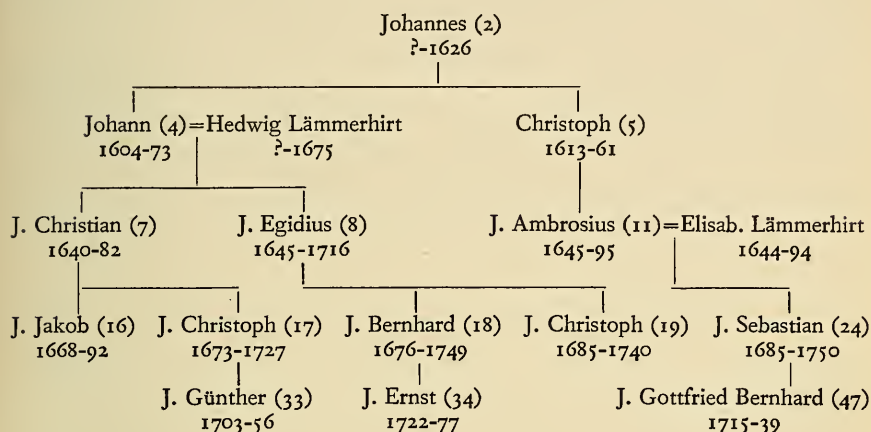 Johannes (2)
?-1626
Johann (4)=Hedwig Lämmerhirt Christoph (5)
1604-73 ?-1675 1613-61
J. Christian (7) J. Egidius (8) J. Ambrosius (11)=Elisab. Lämmerhirt
1640-82 1645-1716 1645-95 1644-94
J. Jakob (16) J. Christoph (17) J. Bernhard (18) J. Christoph (19) J. Sebastian (24)
1668-92 1673-1727 1676-1749 1685-1740 1685-1750
J. Günther (33) J. Ernst (34) J. Gottfried Bernhard (47)
1703-56 1722-77 1715-39